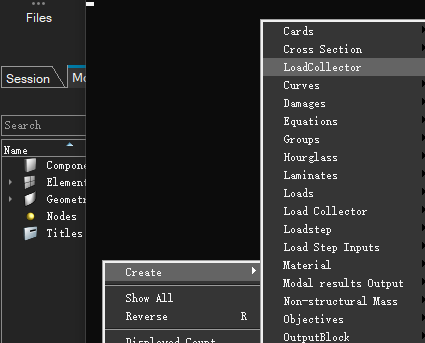 Files
Session
Mo
Search
Name
Compone
Elemen
Geomet
Nodes
Titles
Create
Show All
Reverse R
Displayed Count
Cards
Cross Section
LoadCollector
Curves
Damages
Equations
Groups
Hourglass
Laminates
Loads
Load Collector
Loadstep
Load Step Inputs
Material
Modal results Output
Non-structural Mass
Objectives
OutputBlock